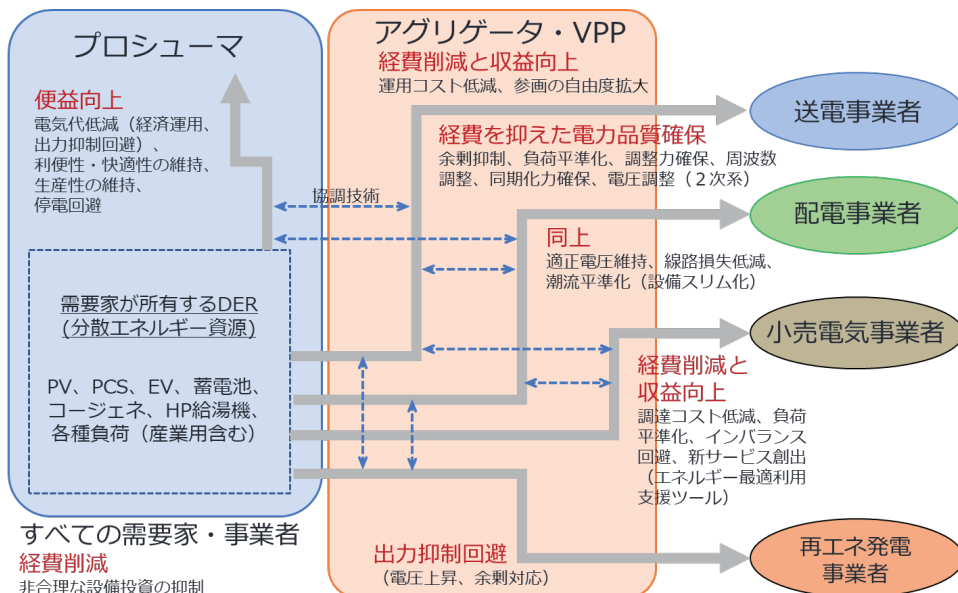 プロシューマ
便益向上
電気代低減（経済運用、
出力抑制回避）、
利便性・快適性の維持、
生産性の維持、
停電回避
需要家が所有するDER
(分散エネルギー資源)
PV、PCS、EV、蓄電池、
コージェネ、HP給湯機、
各種負荷（産業用含む）
すべての需要家・事業者
経費削減
非合理な設備投資の抑制
アグリゲータ・VPP
経費削減と収益向上
運用コスト低減、参画の自由度拡大
経費を抑えた電力品質確保
余剰抑制、負荷平準化、調整力確保、周波数
調整、同期化力確保、電圧調整（２次系）
協調技術
同上
適正電圧維持、線路損失低減、
潮流平準化（設備スリム化）
経費削減と
収益向上
調達コスト低減、負荷
平準化、インバランス
回避、新サービス創出
（エネルギー最適利用
支援ツール）
出力抑制回避
（電圧上昇、余剰対応）
送電事業者
配電事業者
小売電気事業者
再エネ発電
事業者